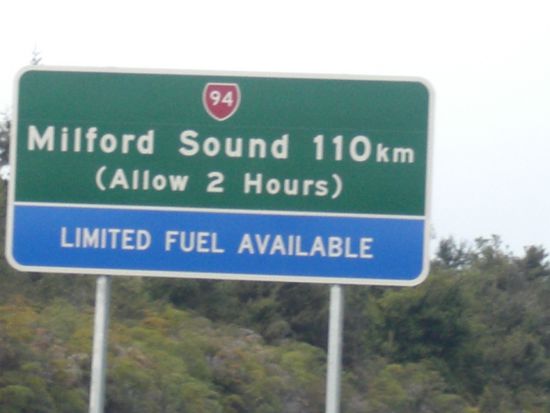 94
Milford Sound 110km
(Allow 2 Hours)
LIMITED FUEL AVAILABLE